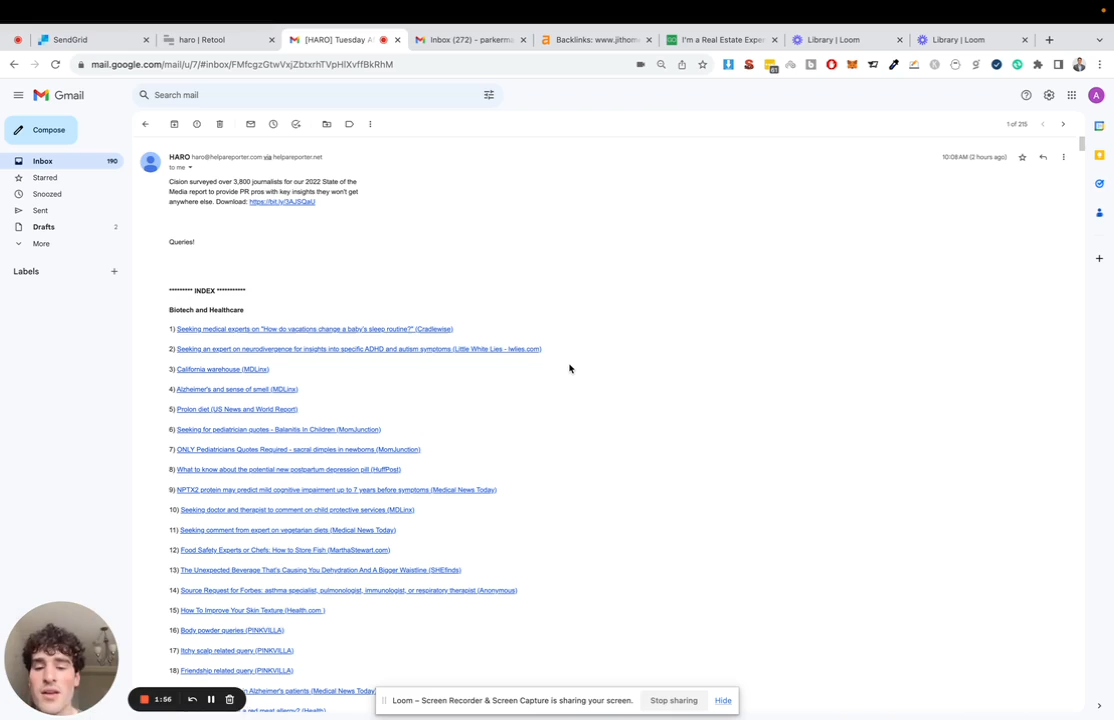 SendGrid
haro | Retool
[HARO] Tuesday A
Inbox (272) – parkerm
Backlinks: www.jithom
I'm a Real Estate Exper
Library | Loom
Library | Loom
mail.google.com/mail/u/7/#inbox/FMfcgzGtwVxjZbtxrhTVpHlXvffBkRhM
Gmail
Search mail
Compose
1 of 215
Inbox 190
Starred
Snoozed
Sent
Drafts 2
More
Labels
HARO haro@helpareporter.com via helpareporter.net
10:08 AM (2 hours ago)
to me
Cision surveyed over 3,800 journalists for our 2022 State of the
Media report to provide PR pros with key insights they won't get
anywhere else. Download: https://bit.ly/3AJSQaU
Queries!
********* INDEX ***********
Biotech and Healthcare
1) Seeking medical experts on "How do vacations change a baby's sleep routine?" (Cradlewise)
2) Seeking an expert on neurodivergence for insights into specific ADHD and autism symptoms (Little White Lies - lwlies.com)
3) California warehouse (MDLinx)
4) Alzheimer's and sense of smell (MDLinx)
5) Prolon diet (US News and World Report)
6) Seeking for pediatrician quotes - Balanitis In Children (MomJunction)
7) ONLY Pediatricians Quotes Required - sacral dimples in newborns (MomJunction)
8) What to know about the potential new postpartum depression pill (HuffPost)
9) NPTX2 protein may predict mild cognitive impairment up to 7 years before symptoms (Medical News Today)
10) Seeking doctor and therapist to comment on child protective services (MDLinx)
11) Seeking comment from expert on vegetarian diets (Medical News Today)
12) Food Safety Experts or Chefs: How to Store Fish (MarthaStewart.com)
13) The Unexpected Beverage That's Causing You Dehydration And A Bigger Waistline (SHEfinds)
14) Source Request for Forbes: asthma specialist, pulmonologist, immunologist, or respiratory therapist (Anonymous)
15) How To Improve Your Skin Texture (Health.com )
16) Body powder queries (PINKVILLA)
17) Itchy scalp related query (PINKVILLA)
18) Friendship related query (PINKVILLA)
in Alzheimer's patients (Medical News Today)
a red meat allergy? (Health)
1:56
Loom – Screen Recorder & Screen Capture is sharing your screen.
Stop sharing
Hide